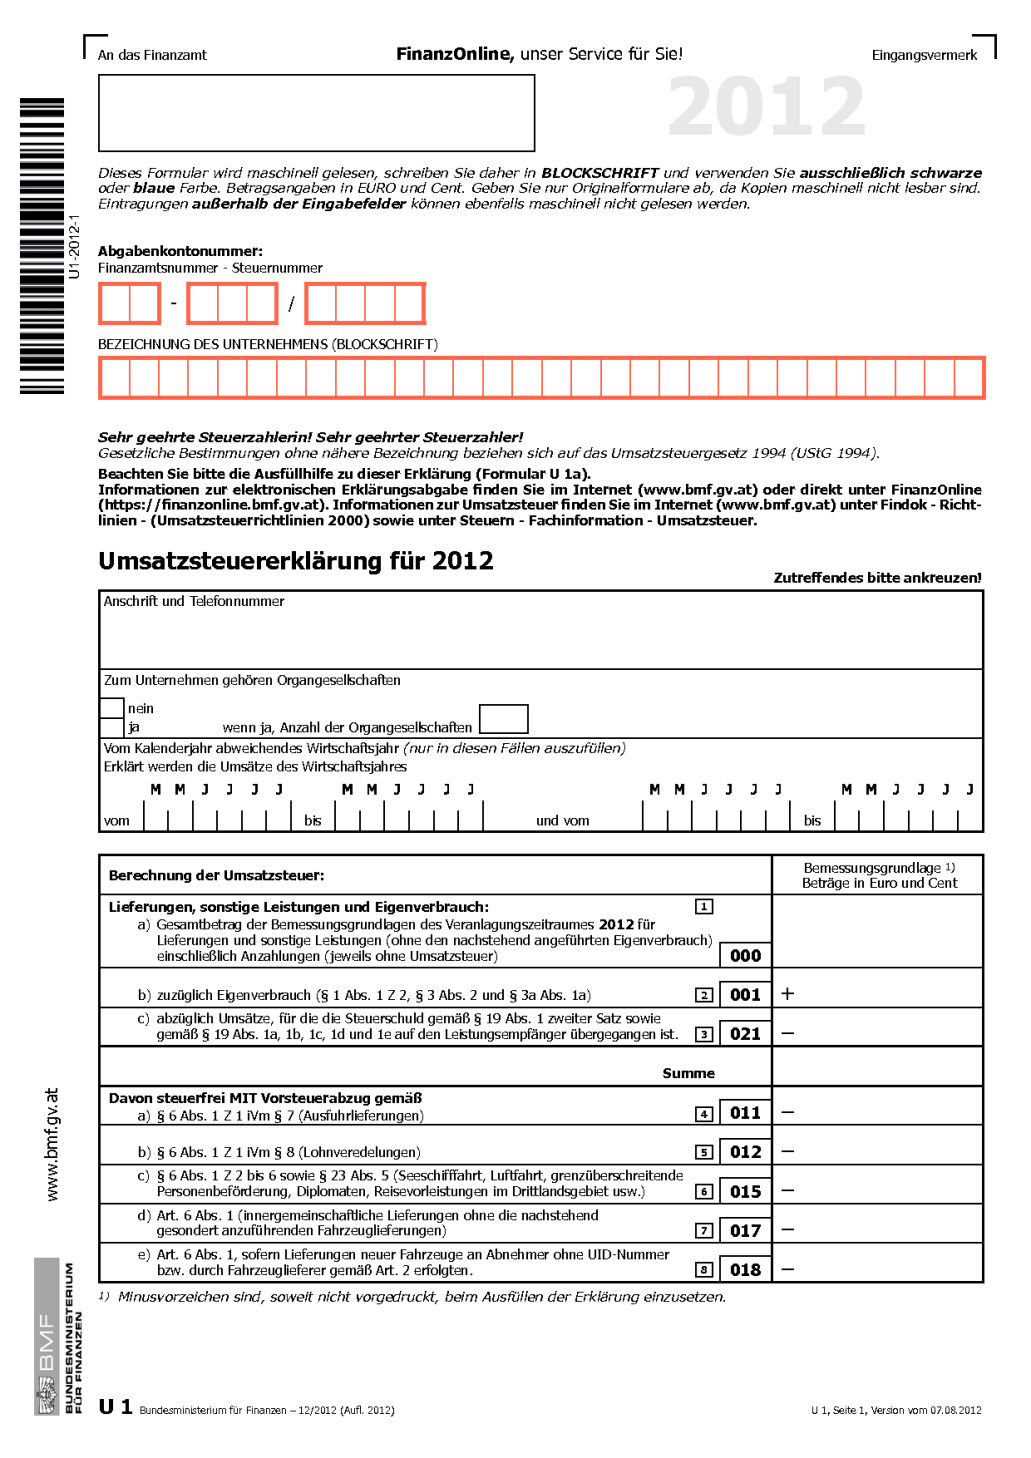 An das Finanzamt
FinanzOnline, unser Service für Sie!
Eingangsvermerk
2012
U1-2012-1
Dieses Formular wird maschinell gelesen, schreiben Sie daher in BLOCKSCHRIFT und verwenden Sie ausschließlich schwarze
oder blaue Farbe. Betragsangaben in EURO und Cent. Geben Sie nur Originalformulare ab, da Kopien maschinell nicht lesbar sind.
Eintragungen außerhalb der Eingabefelder können ebenfalls maschinell nicht gelesen werden.
Abgabenkontonummer:
Finanzamtsnummer - Steuernummer
- /
BEZEICHNUNG DES UNTERNEHMENS (BLOCKSCHRIFT)
Sehr geehrte Steuerzahlerin! Sehr geehrter Steuerzahler!
Gesetzliche Bestimmungen ohne nähere Bezeichnung beziehen sich auf das Umsatzsteuergesetz 1994 (UStG 1994).
Beachten Sie bitte die Ausfüllhilfe zu dieser Erklärung (Formular U 1a).
Informationen zur elektronischen Erklärungsabgabe finden Sie im Internet (www.bmf.gv.at) oder direkt unter FinanzOnline
(https://finanzonline.bmf.gv.at). Informationen zur Umsatzsteuer finden Sie im Internet (www.bmf.gv.at) unter Findok - Richt-
linien - (Umsatzsteuerrichtlinien 2000) sowie unter Steuern - Fachinformation - Umsatzsteuer.
Umsatzsteuererklärung für 2012
Zutreffendes bitte ankreuzen!
Anschrift und Telefonnummer
Zum Unternehmen gehören Organgesellschaften
nein
ja wenn ja, Anzahl der Organgesellschaften
Vom Kalenderjahr abweichendes Wirtschaftsjahr (nur in diesen Fällen auszufüllen)
Erklärt werden die Umsätze des Wirtschaftsjahres
M M J J J J M M J J J J M M J J J J M M J J J J
vom bis und vom bis
Berechnung der Umsatzsteuer:
Bemessungsgrundlage 1)
Beträge in Euro und Cent
Lieferungen, sonstige Leistungen und Eigenverbrauch: 1
a) Gesamtbetrag der Bemessungsgrundlagen des Veranlagungszeitraumes 2012 für
Lieferungen und sonstige Leistungen (ohne den nachstehend angeführten Eigenverbrauch)
einschließlich Anzahlungen (jeweils ohne Umsatzsteuer) 000
b) zuzüglich Eigenverbrauch (§ 1 Abs. 1 Z 2, § 3 Abs. 2 und § 3a Abs. 1a) 2 001 +
c) abzüglich Umsätze, für die die Steuerschuld gemäß § 19 Abs. 1 zweiter Satz sowie
gemäß § 19 Abs. 1a, 1b, 1c, 1d und 1e auf den Leistungsempfänger übergegangen ist. 3 021 –
Summe
Davon steuerfrei MIT Vorsteuerabzug gemäß
a) § 6 Abs. 1 Z 1 iVm § 7 (Ausfuhrlieferungen) 4 011 –
b) § 6 Abs. 1 Z 1 iVm § 8 (Lohnveredelungen) 5 012 –
c) § 6 Abs. 1 Z 2 bis 6 sowie § 23 Abs. 5 (Seeschifffahrt, Luftfahrt, grenzüberschreitende
Personenbeförderung, Diplomaten, Reisevorleistungen im Drittlandsgebiet usw.) 6 015 –
d) Art. 6 Abs. 1 (innergemeinschaftliche Lieferungen ohne die nachstehend
gesondert anzuführenden Fahrzeuglieferungen) 7 017 –
e) Art. 6 Abs. 1, sofern Lieferungen neuer Fahrzeuge an Abnehmer ohne UID-Nummer
bzw. durch Fahrzeuglieferer gemäß Art. 2 erfolgten. 8 018 –
1) Minusvorzeichen sind, soweit nicht vorgedruckt, beim Ausfüllen der Erklärung einzusetzen.
www.bmf.gv.at
BMF
BUNDESMINISTERIUM
FÜR FINANZEN
U 1 Bundesministerium für Finanzen – 12/2012 (Aufl. 2012)
U 1, Seite 1, Version vom 07.08.2012